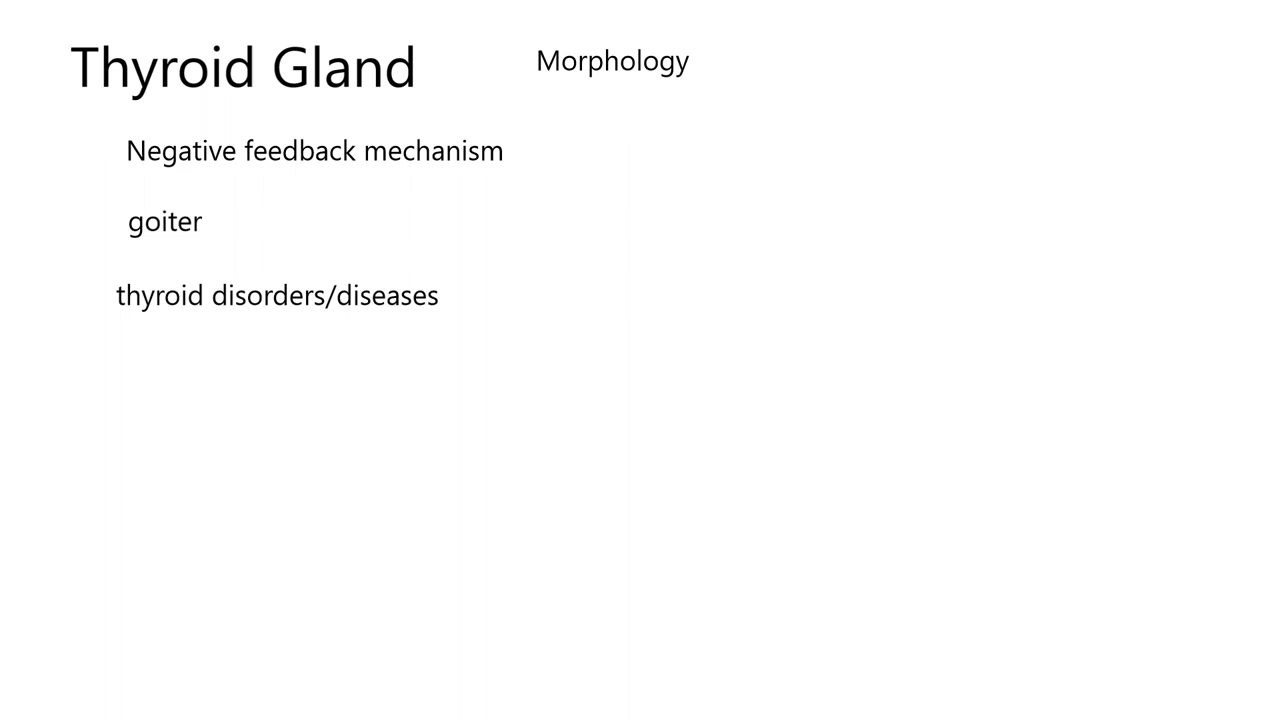 Thyroid Gland
Morphology
Negative feedback mechanism
goiter
thyroid disorders/diseases